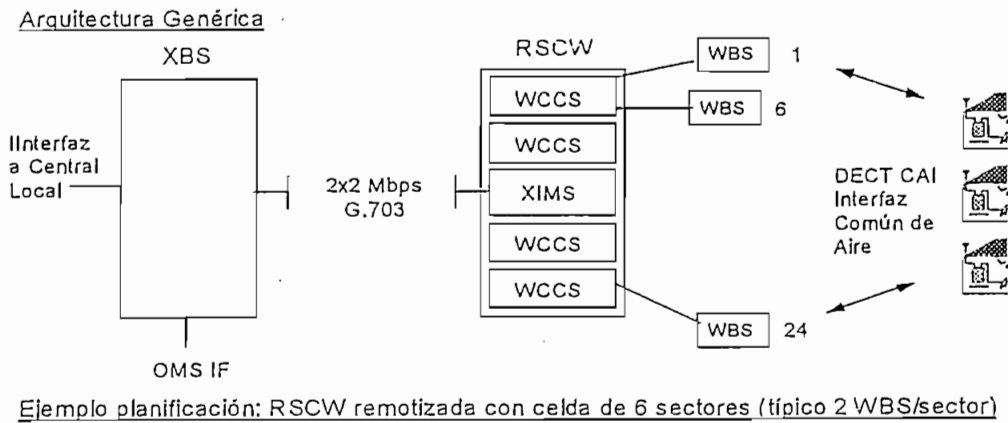 Arquitectura Genérica
XBS
IInterfaz
a Central
Local
OMS IF
2x2 Mbps
G.703
RSCW
WCCS
WCCS
XIMS
WCCS
WCCS
WBS 1
WBS 6
WBS 24
DECT CAI
Interfaz
Común de
Aire
Ejemplo planificación: RSCW remotizada con celda de 6 sectores (típico 2 WBS/sector)